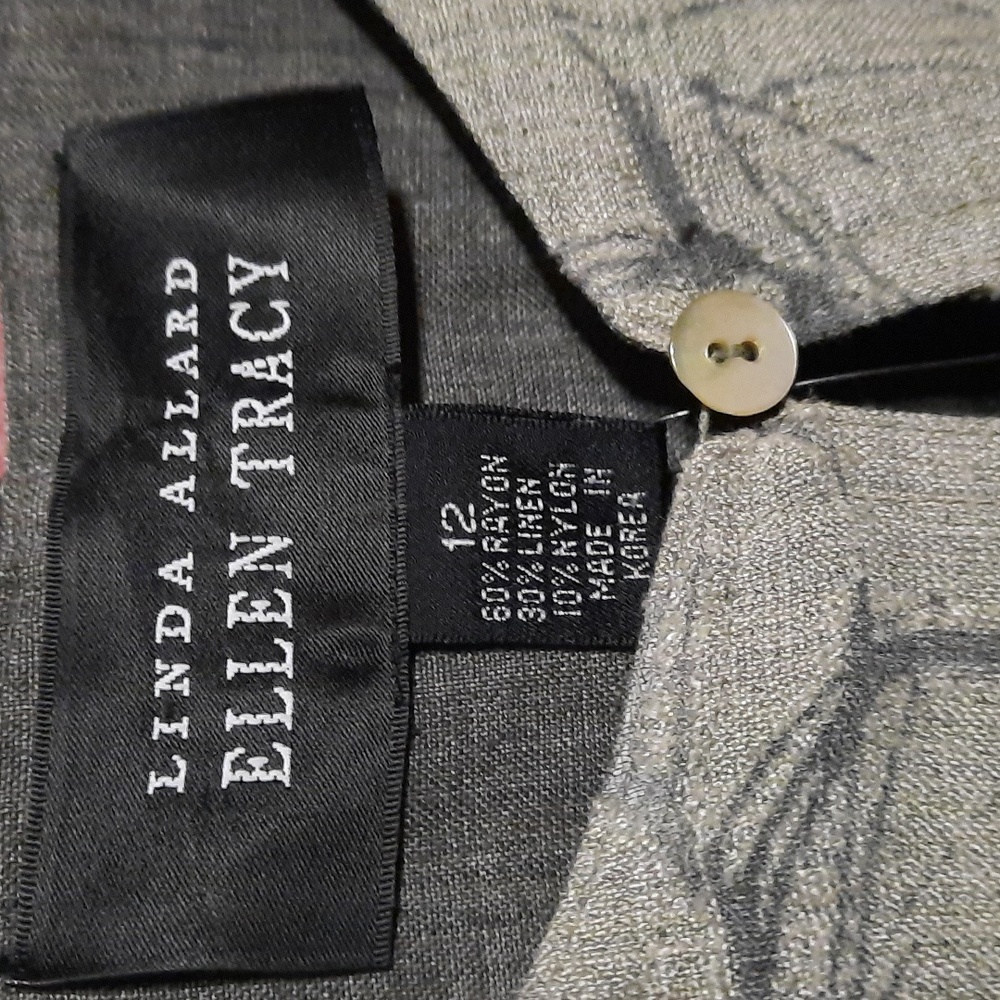 LINDA ALLARD
ELLEN TRACY
12
60% RAYON
30% LINEN
10% NYLON
MADE IN
KOREA